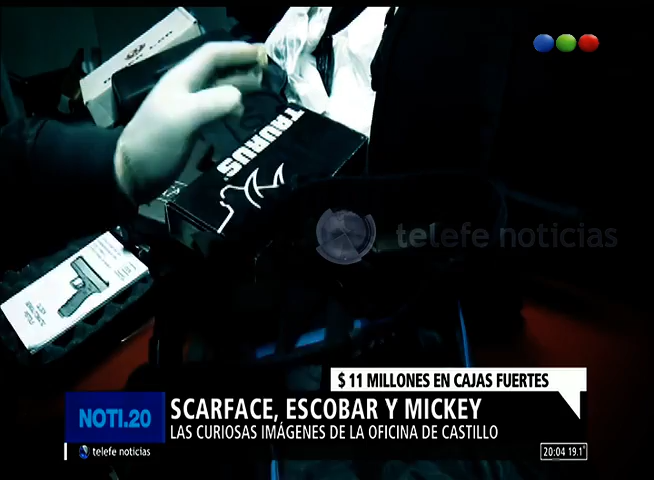 TAURUS
telefe noticias
$ 11 MILLONES EN CAJAS FUERTES
NOTI.20
SCARFACE, ESCOBAR Y MICKEY
LAS CURIOSAS IMÁGENES DE LA OFICINA DE CASTILLO
telefe noticias
20:04 19.1°